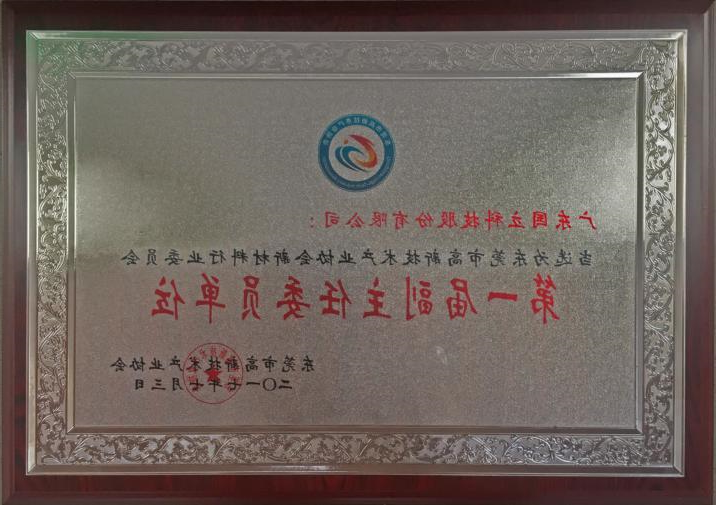 广东国立科技股份有限公司：
当选为东莞市高新技术产业协会新材料行业委员会
第一届副主任委员单位
东莞市高新技术产业协会
二〇一七年七月三日